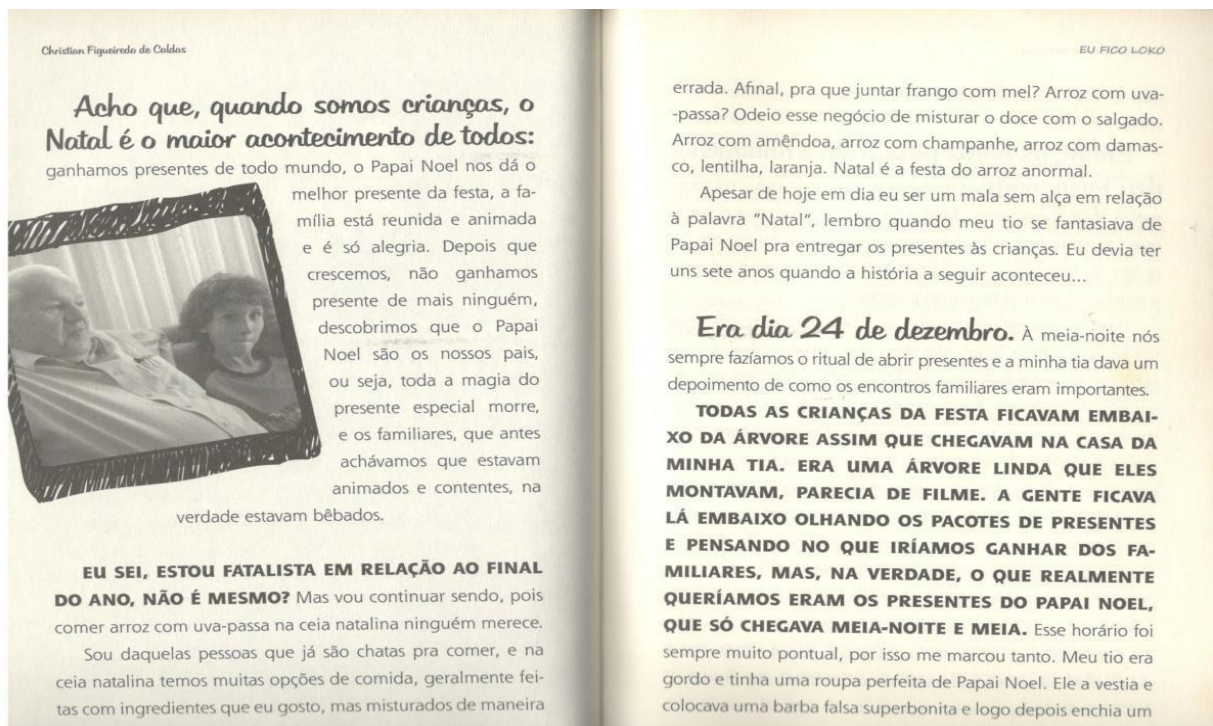 Christian Figueiredo de Caldas
Acho que, quando somos crianças, o
Natal é o maior acontecimento de todos:
ganhamos presentes de todo mundo, o Papai Noel nos dá o
melhor presente da festa, a fa-
mília está reunida e animada
e é só alegria. Depois que
crescemos, não ganhamos
presente de mais ninguém,
descobrimos que o Papai
Noel são os nossos pais,
ou seja, toda a magia do
presente especial morre,
e os familiares, que antes
achávamos que estavam
animados e contentes, na
verdade estavam bêbados.
EU SEI, ESTOU FATALISTA EM RELAÇÃO AO FINAL
DO ANO, NÃO É MESMO? Mas vou continuar sendo, pois
comer arroz com uva-passa na ceia natalina ninguém merece.
Sou daquelas pessoas que já são chatas pra comer, e na
ceia natalina temos muitas opções de comida, geralmente fei-
tas com ingredientes que eu gosto, mas misturados de maneira
EU FICO LOKO
errada. Afinal, pra que juntar frango com mel? Arroz com uva-
-passa? Odeio esse negócio de misturar o doce com o salgado.
Arroz com amêndoa, arroz com champanhe, arroz com damas-
co, lentilha, laranja. Natal é a festa do arroz anormal.
Apesar de hoje em dia eu ser um mala sem alça em relação
à palavra "Natal", lembro quando meu tio se fantasiava de
Papai Noel pra entregar os presentes às crianças. Eu devia ter
uns sete anos quando a história a seguir aconteceu...
Era dia 24 de dezembro. À meia-noite nós
sempre fazíamos o ritual de abrir presentes e a minha tia dava um
depoimento de como os encontros familiares eram importantes.
TODAS AS CRIANÇAS DA FESTA FICAVAM EMBAI-
XO DA ÁRVORE ASSIM QUE CHEGAVAM NA CASA DA
MINHA TIA. ERA UMA ÁRVORE LINDA QUE ELES
MONTAVAM, PARECIA DE FILME. A GENTE FICAVA
LÁ EMBAIXO OLHANDO OS PACOTES DE PRESENTES
E PENSANDO NO QUE IRÍAMOS GANHAR DOS FA-
MILIARES, MAS, NA VERDADE, O QUE REALMENTE
QUERÍAMOS ERAM OS PRESENTES DO PAPAI NOEL,
QUE SÓ CHEGAVA MEIA-NOITE E MEIA. Esse horário foi
sempre muito pontual, por isso me marcou tanto. Meu tio era
gordo e tinha uma roupa perfeita de Papai Noel. Ele a vestia e
colocava uma barba falsa superbonita e logo depois enchia um